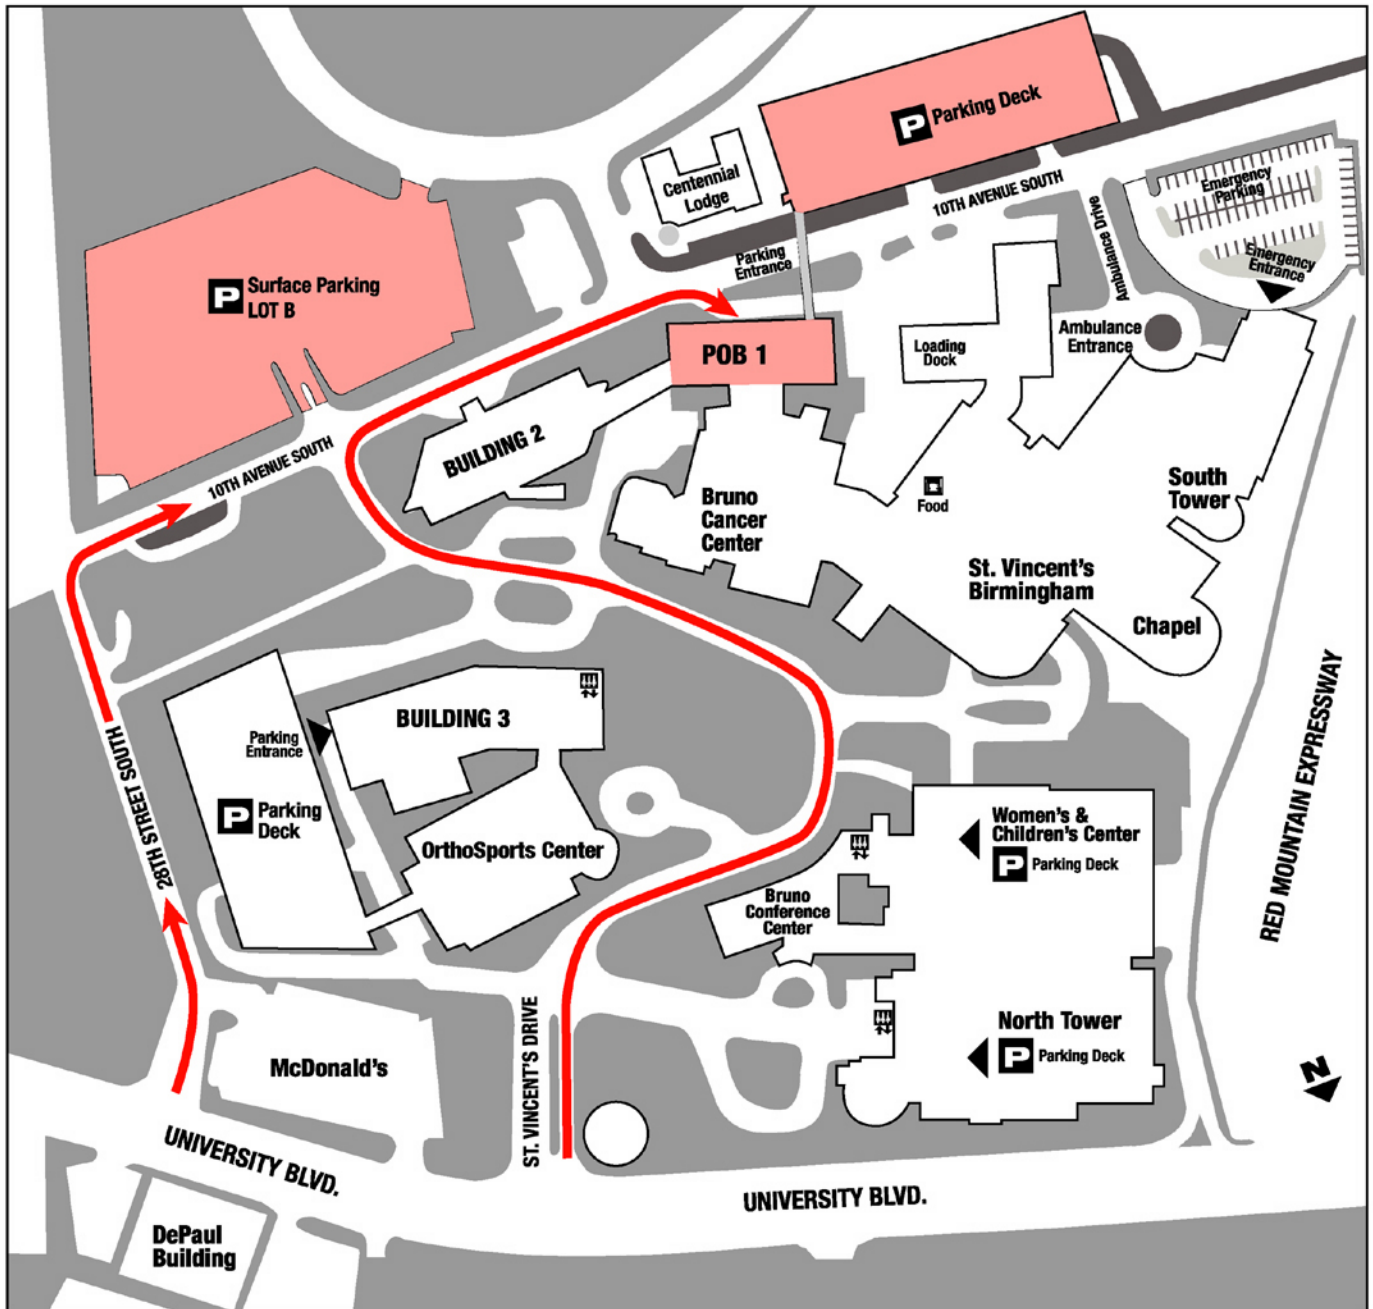 P Parking Deck
Centennial
Lodge
10TH AVENUE SOUTH
Emergency
Parking
Ambulance Drive
Emergency
Entrance
Parking
Entrance
P Surface Parking
LOT B
POB 1
Loading
Dock
Ambulance
Entrance
BUILDING 2
10TH AVENUE SOUTH
Bruno
Cancer
Center
Food
South
Tower
St. Vincent's
Birmingham
Chapel
RED MOUNTAIN EXPRESSWAY
BUILDING 3
Parking
Entrance
28TH STREET SOUTH
P Parking
Deck
OrthoSports Center
Women's &
Children's Center
P Parking Deck
Bruno
Conference
Center
North Tower
P Parking Deck
N
McDonald's
ST. VINCENT'S DRIVE
UNIVERSITY BLVD.
UNIVERSITY BLVD.
DePaul
Building